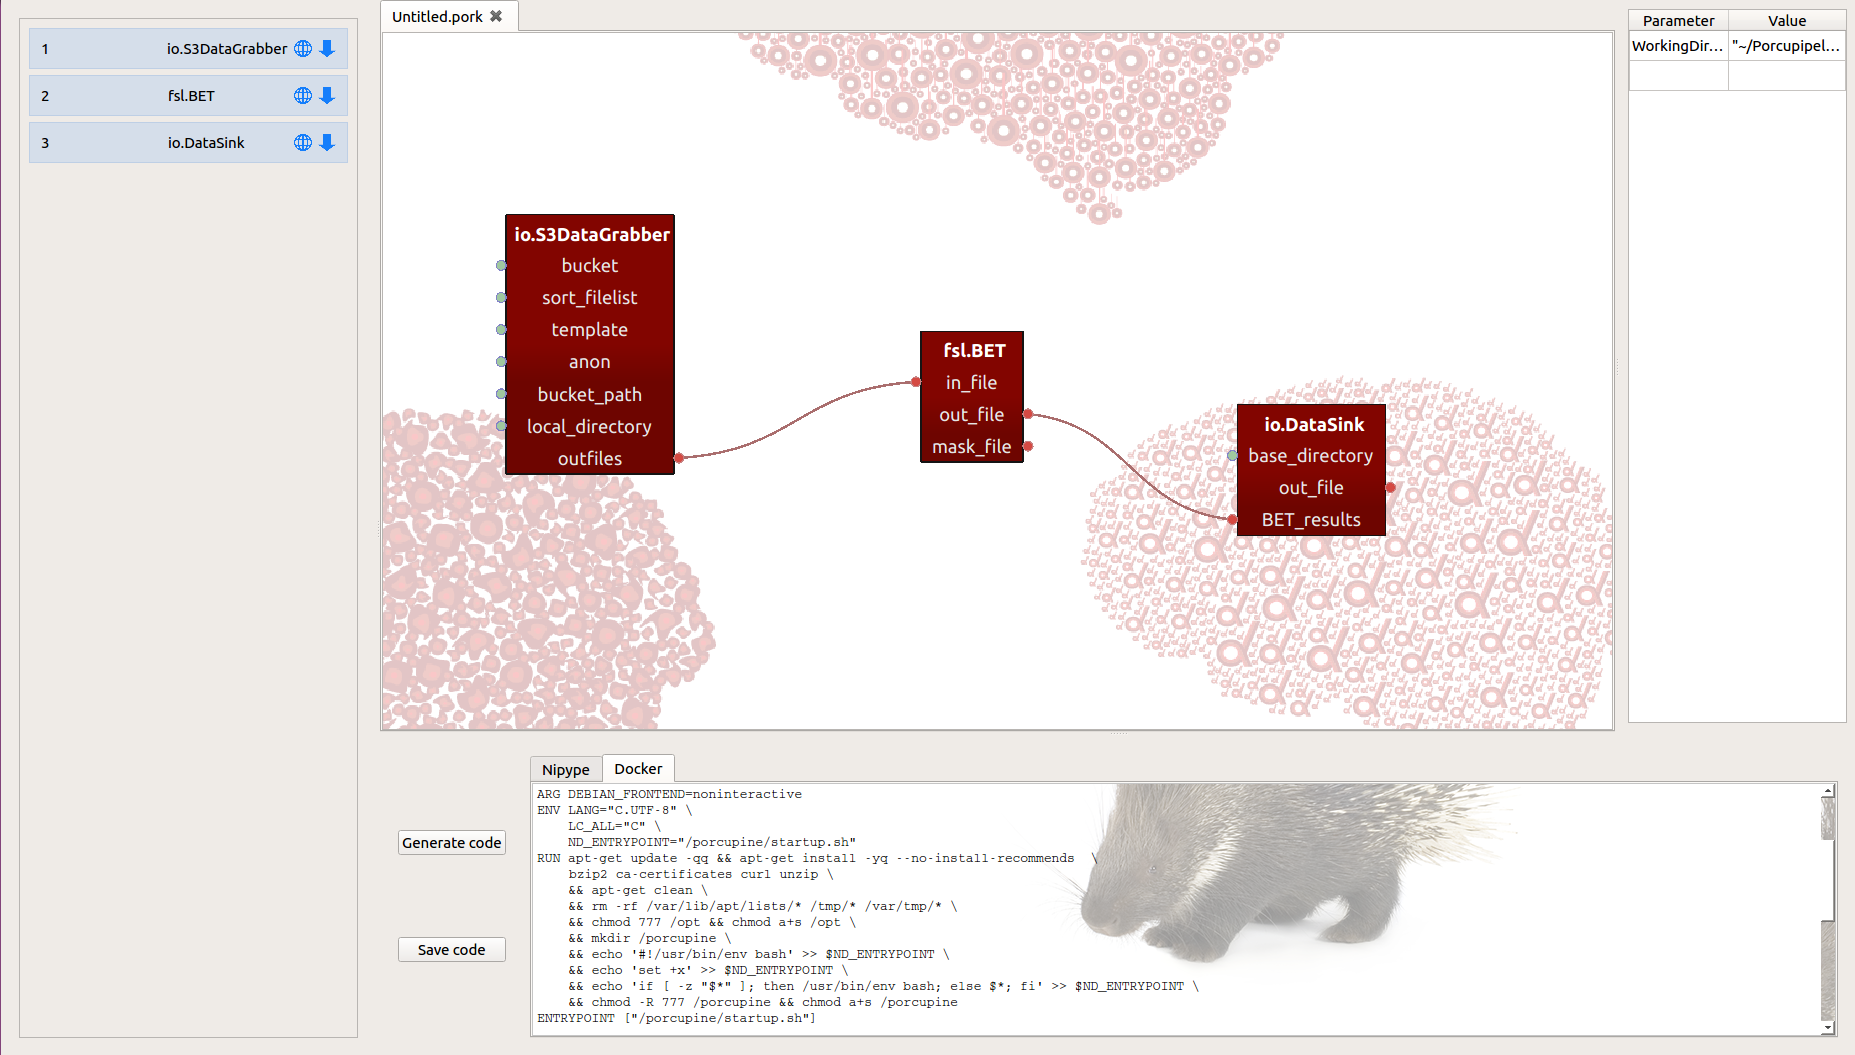 1 io.S3DataGrabber
2 fsl.BET
3 io.DataSink
Untitled.pork
io.S3DataGrabber
bucket
sort_filelist
template
anon
bucket_path
local_directory
outfiles
fsl.BET
in_file
out_file
mask_file
io.DataSink
base_directory
out_file
BET_results
Parameter Value
WorkingDir... "~/Porcupipel...
Generate code
Save code
Nipype Docker
ARG DEBIAN_FRONTEND=noninteractive
ENV LANG="C.UTF-8" \
LC_ALL="C" \
ND_ENTRYPOINT="/porcupine/startup.sh"
RUN apt-get update -qq && apt-get install -yq --no-install-recommends \
bzip2 ca-certificates curl unzip \
&& apt-get clean \
&& rm -rf /var/lib/apt/lists/* /tmp/* /var/tmp/* \
&& chmod 777 /opt && chmod a+s /opt \
&& mkdir /porcupine \
&& echo '#!/usr/bin/env bash' >> $ND_ENTRYPOINT \
&& echo 'set +x' >> $ND_ENTRYPOINT \
&& echo 'if [ -z "$*" ]; then /usr/bin/env bash; else $*; fi' >> $ND_ENTRYPOINT \
&& chmod -R 777 /porcupine && chmod a+s /porcupine
ENTRYPOINT ["/porcupine/startup.sh"]